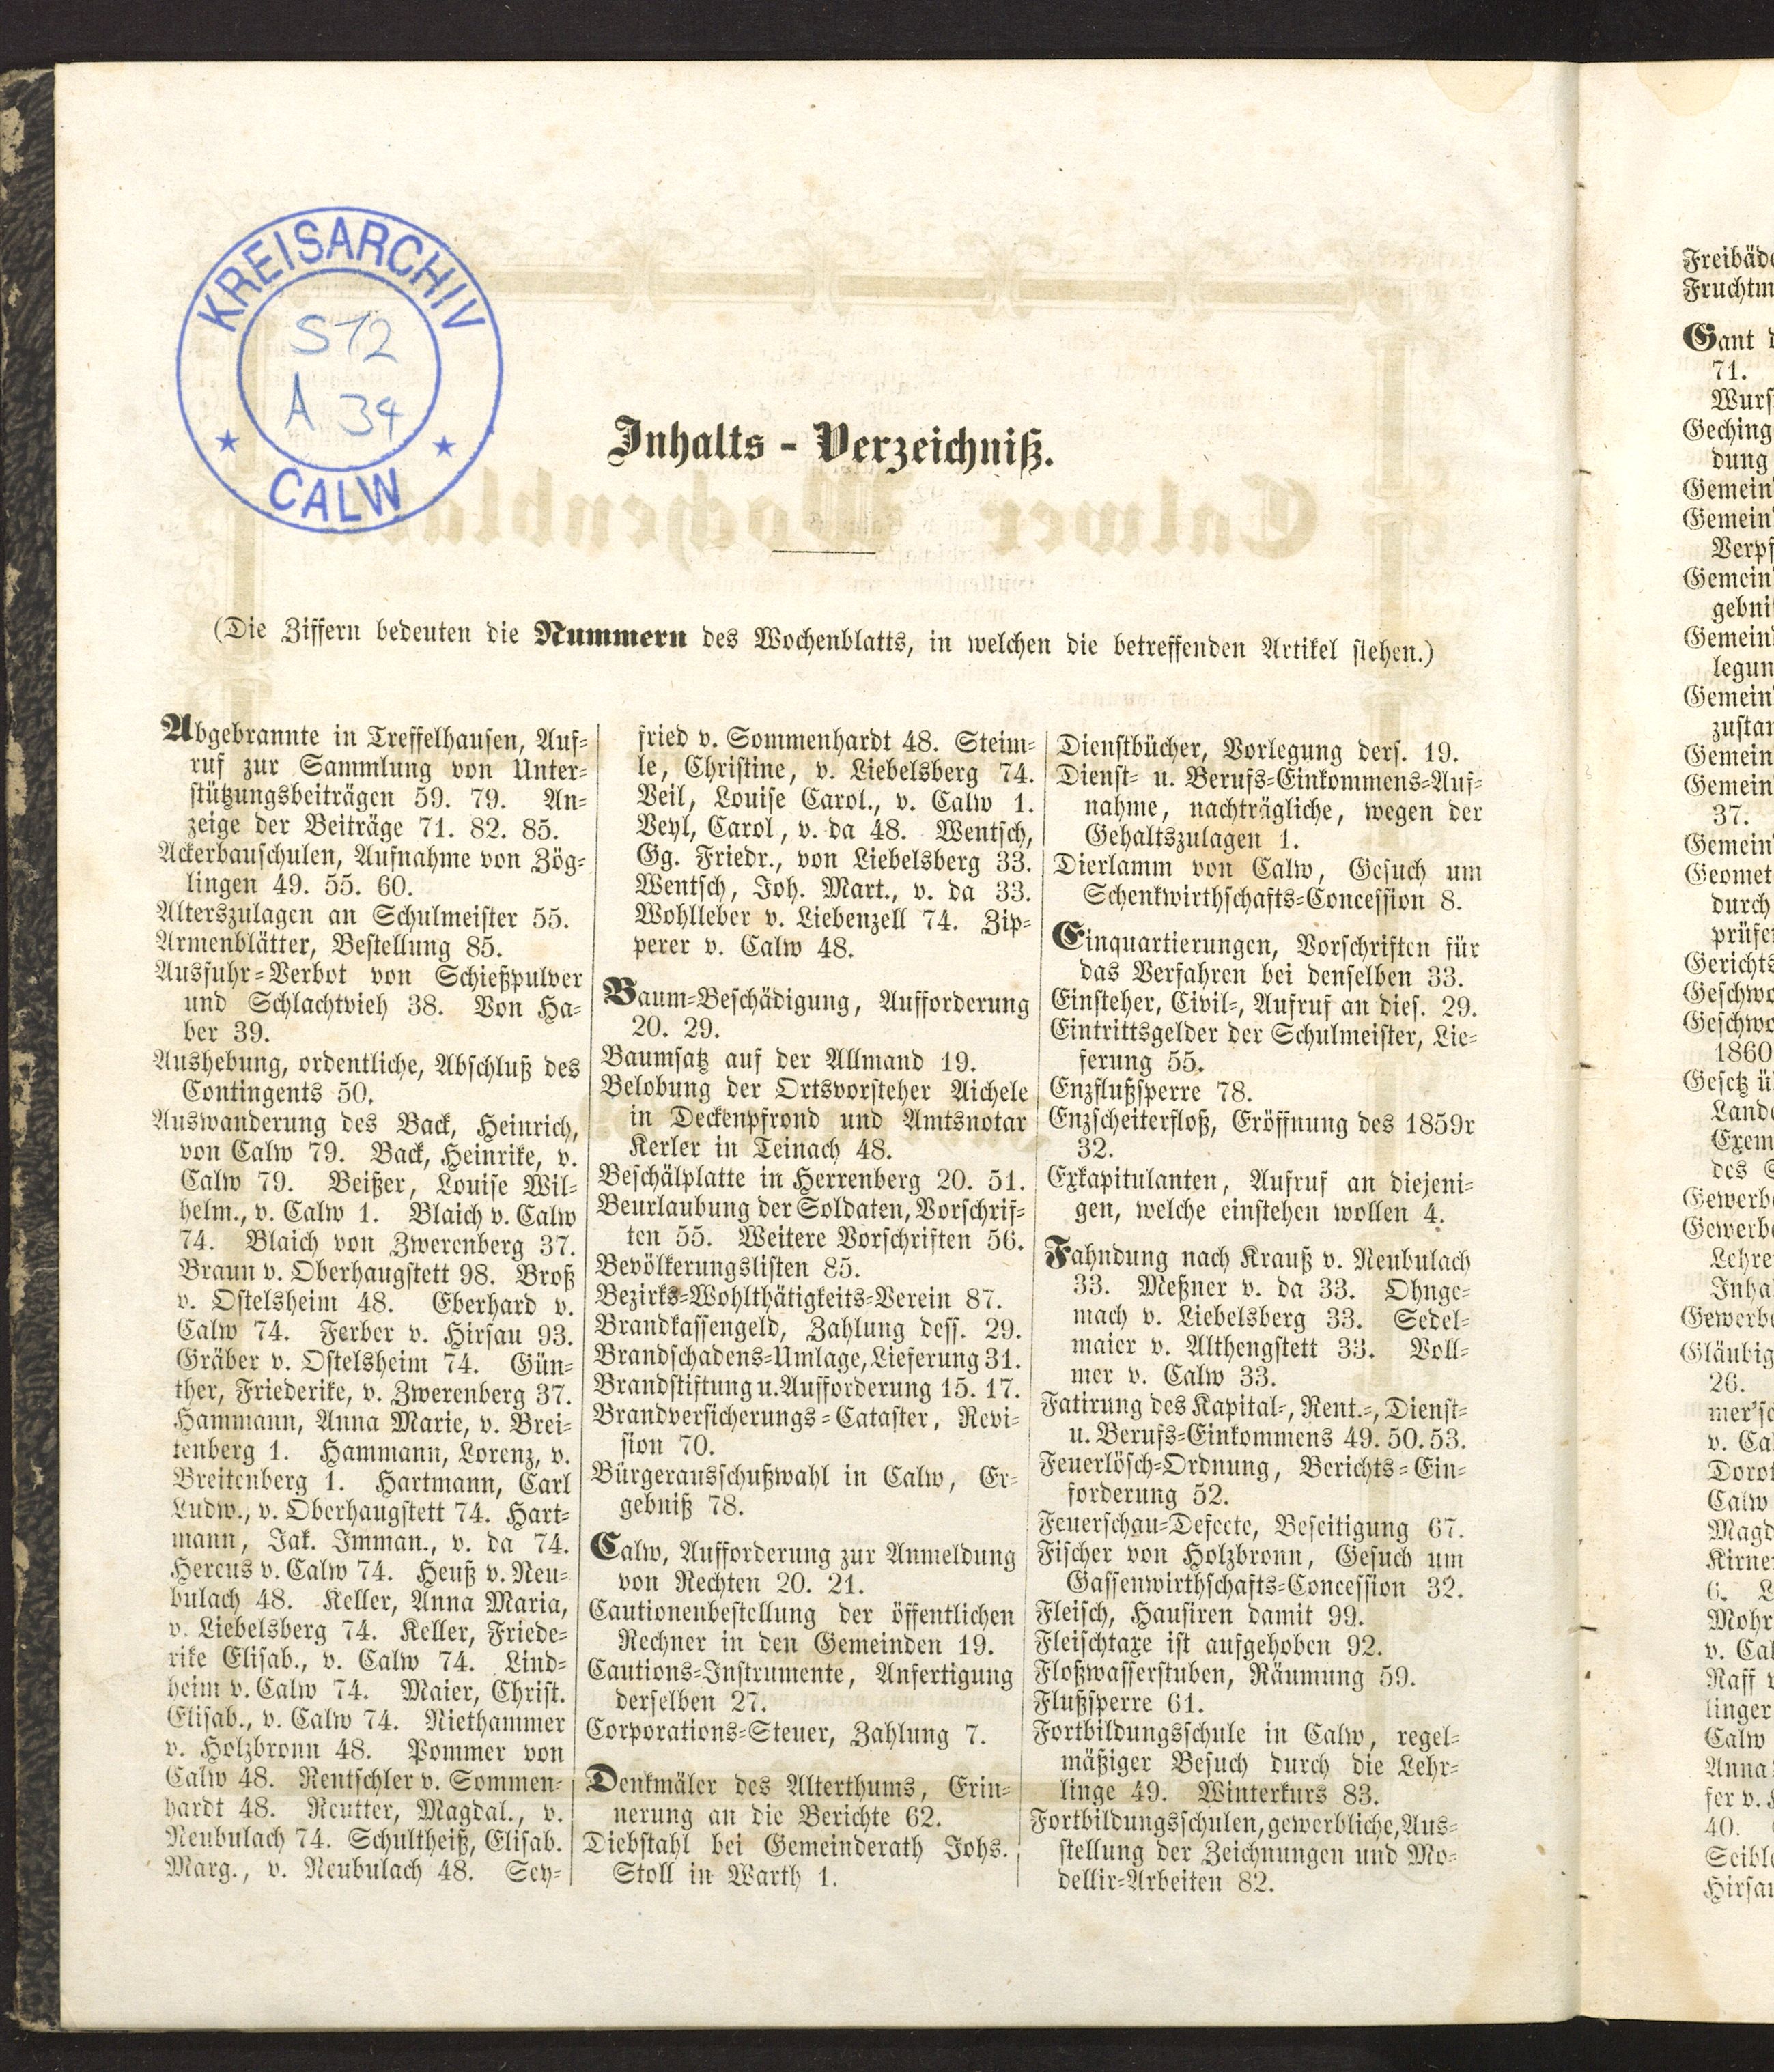 KREISARCHIV
S12
A 34
CALW
Inhalts - Verzeichniß.
(Die Ziffern bedeuten die Nummern des Wochenblatts, in welchen die betreffenden Artikel stehen.)
Abgebrannte in Treffelhausen, Auf-
ruf zur Sammlung von Unter-
stützungsbeiträgen 59. 79. An-
zeige der Beiträge 71. 82. 85.
Ackerbauschulen, Aufnahme von Zög-
lingen 49. 55. 60.
Alterszulagen an Schulmeister 55.
Armenblätter, Bestellung 85.
Ausfuhr-Verbot von Schießpulver
und Schlachtvieh 38. Von Ha-
ber 39.
Aushebung, ordentliche, Abschluß des
Contingents 50.
Auswanderung des Back, Heinrich,
von Calw 79. Back, Heinrike, v.
Calw 79. Beißer, Louise Wil-
helm., v. Calw 1. Blaich v. Calw
74. Blaich von Zwerenberg 37.
Braun v. Oberhaugstett 98. Broß
v. Ostelsheim 48. Eberhard v.
Calw 74. Ferber v. Hirsau 93.
Gräber v. Ostelsheim 74. Gün-
ther, Friederike, v. Zwerenberg 37.
Hammann, Anna Marie, v. Brei-
tenberg 1. Hammann, Lorenz, v.
Breitenberg 1. Hartmann, Carl
Ludw., v. Oberhaugstett 74. Hart-
mann, Jak. Imman., v. da 74.
Hercus v. Calw 74. Heuß v. Neu-
bulach 48. Keller, Anna Maria,
v. Liebelsberg 74. Keller, Friede-
rike Elisab., v. Calw 74. Lind-
heim v. Calw 74. Maier, Christ.
Elisab., v. Calw 74. Niethammer
v. Holzbronn 48. Pommer von
Calw 48. Rentschler v. Sommen-
hardt 48. Reutter, Magdal., v.
Neubulach 74. Schultheiß, Elisab.
Marg., v. Neubulach 48. Sey-
fried v. Sommenhardt 48. Steim-
le, Christine, v. Liebelsberg 74.
Veil, Louise Carol., v. Calw 1.
Veyl, Carol, v. da 48. Wentsch,
Gg. Friedr., von Liebelsberg 33.
Wentsch, Joh. Mart., v. da 33.
Wohlleber v. Liebenzell 74. Zip-
perer v. Calw 48.
Baum-Beschädigung, Aufforderung
20. 29.
Baumsatz auf der Allmand 19.
Belobung der Ortsvorsteher Aichele
in Deckenpfrond und Amtsnotar
Kerler in Teinach 48.
Beschälplatte in Herrenberg 20. 51.
Beurlaubung der Soldaten, Vorschrif-
ten 55. Weitere Vorschriften 56.
Bevölkerungslisten 85.
Bezirks-Wohlthätigkeits-Verein 87.
Brandkassengeld, Zahlung dess. 29.
Brandschadens-Umlage, Lieferung 31.
Brandstiftung u. Aufforderung 15. 17.
Brandversicherungs-Cataster, Revi-
sion 70.
Bürgerausschußwahl in Calw, Er-
gebniß 78.
Calw, Aufforderung zur Anmeldung
von Rechten 20. 21.
Cautionenbestellung der öffentlichen
Rechner in den Gemeinden 19.
Cautions-Instrumente, Anfertigung
derselben 27.
Corporations-Steuer, Zahlung 7.
Denkmäler des Alterthums, Erin-
nerung an die Berichte 62.
Diebstahl bei Gemeinderath Johs.
Stoll in Warth 1.
Dienstbücher, Vorlegung ders. 19.
Dienst- u. Berufs-Einkommens-Auf-
nahme, nachträgliche, wegen der
Gehaltszulagen 1.
Dierlamm von Calw, Gesuch um
Schenkwirthschafts-Concession 8.
Einquartierungen, Vorschriften für
das Verfahren bei denselben 33.
Einsteher, Civil-, Aufruf an dies. 29.
Eintrittsgelder der Schulmeister, Lie-
ferung 55.
Enzflußsperre 78.
Enzscheiterfloß, Eröffnung des 1859r
32.
Exkapitulanten, Aufruf an diejeni-
gen, welche einstehen wollen 4.
Fahndung nach Krauß v. Neubulach
33. Meßner v. da 33. Ohnge-
mach v. Liebelsberg 33. Sedel-
maier v. Althengstett 33. Voll-
mer v. Calw 33.
Fatirung des Kapital-, Rent.-, Dienst-
u. Berufs-Einkommens 49. 50. 53.
Feuerlösch-Ordnung, Berichts-Ein-
forderung 52.
Feuerschau-Defecte, Beseitigung 67.
Fischer von Holzbronn, Gesuch um
Gassenwirthschafts-Concession 32.
Fleisch, Hausiren damit 99.
Fleischtaxe ist aufgehoben 92.
Floßwasserstuben, Räumung 59.
Flußsperre 61.
Fortbildungsschule in Calw, regel-
mäßiger Besuch durch die Lehr-
linge 49. Winterkurs 83.
Fortbildungsschulen, gewerbliche, Aus-
stellung der Zeichnungen und Mo-
dellir-Arbeiten 82.
Gant
71.
dung
37.
durch
1860
des
26.
v. Ca
Calw
6.
Calw
40.